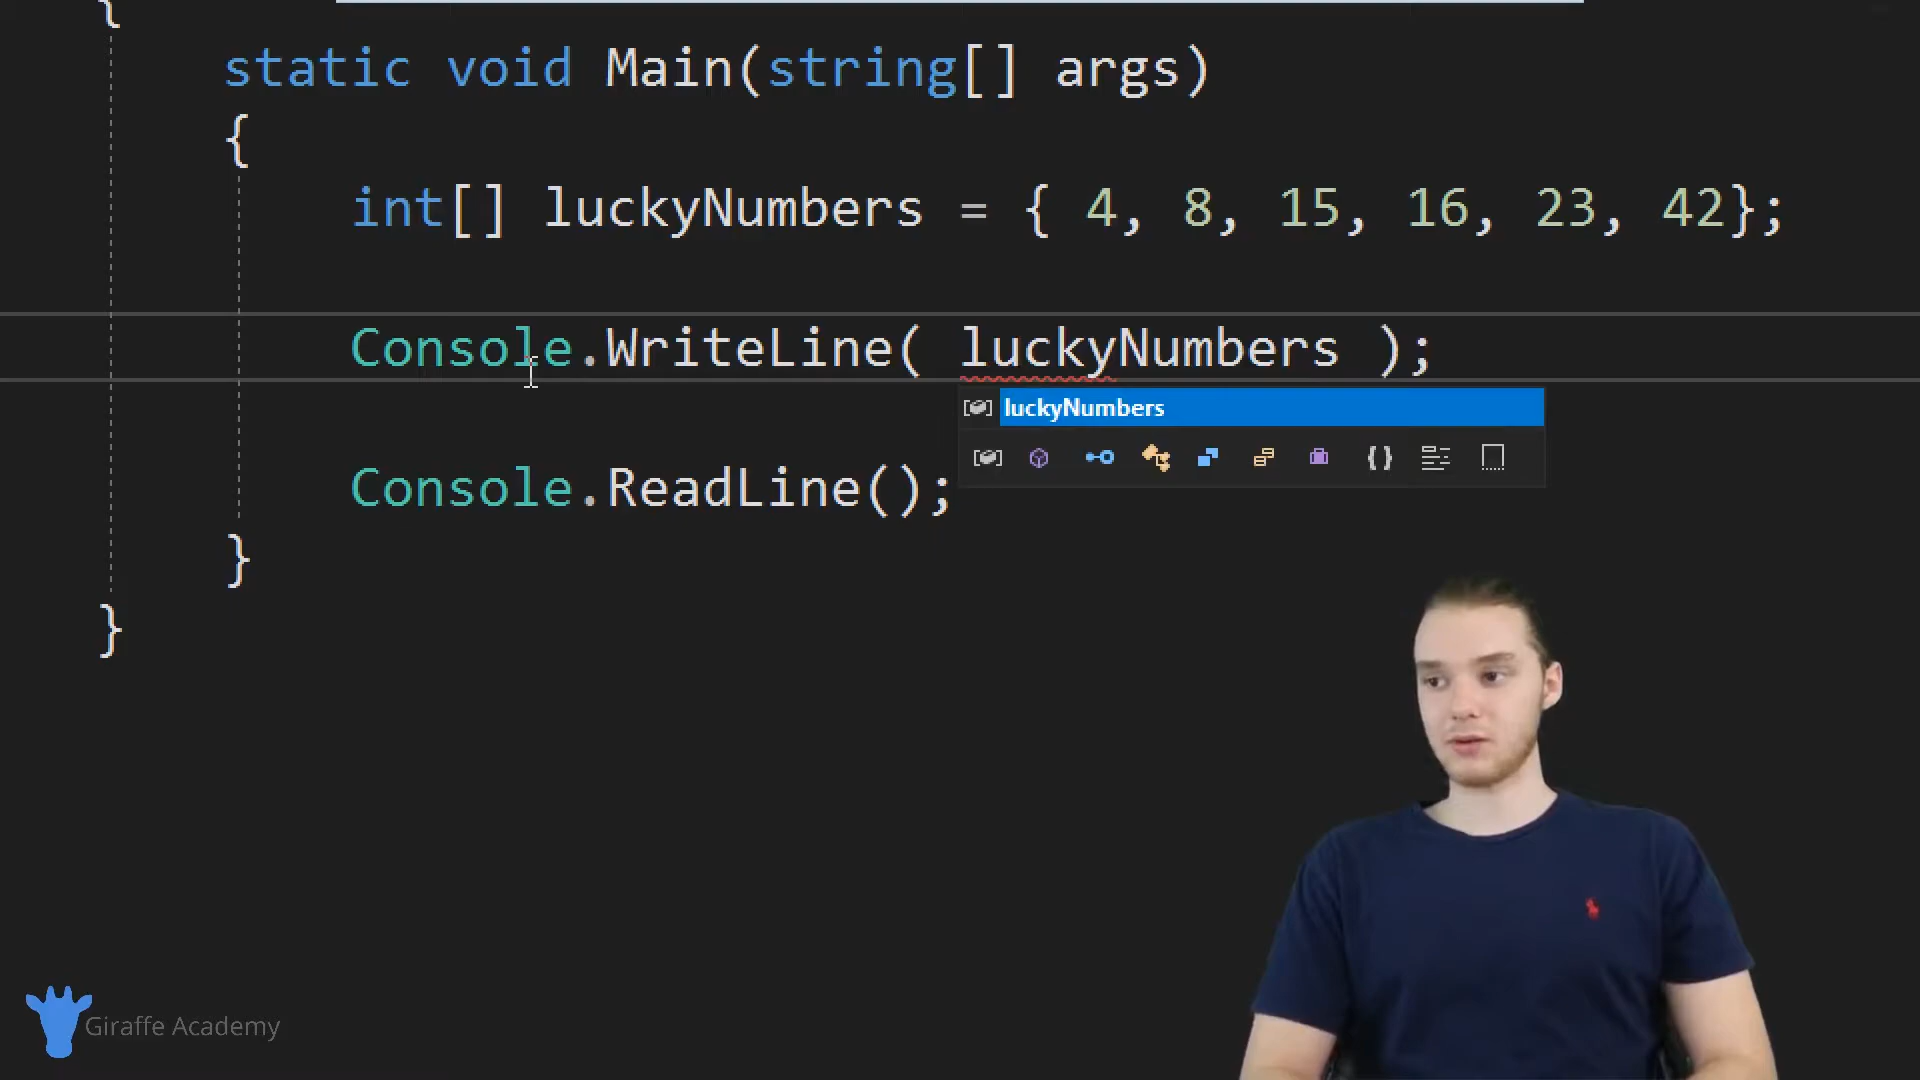 {
static void Main(string[] args)
{
int[] luckyNumbers = { 4, 8, 15, 16, 23, 42};
Console.WriteLine( luckyNumbers );
luckyNumbers
Console.ReadLine();
}
}
Giraffe Academy